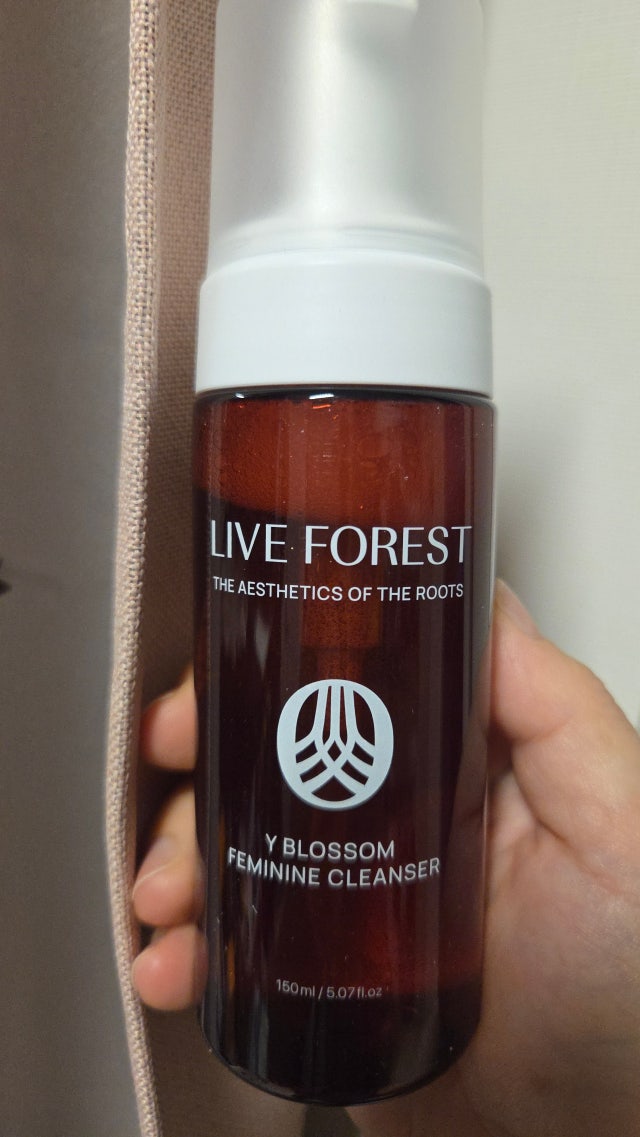 LIVE FOREST
THE AESTHETICS OF THE ROOTS
Y BLOSSOM
FEMININE CLEANSER
150ml / 5.07fl.oz